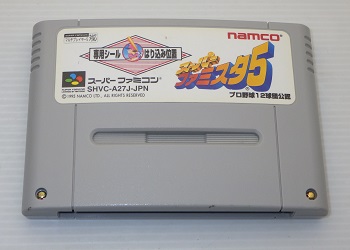 namco
専用シール はり込み位置
スーパーファミコン
SHVC-A27J-JPN
スーパー
ファミスタ5
プロ野球12球団公認